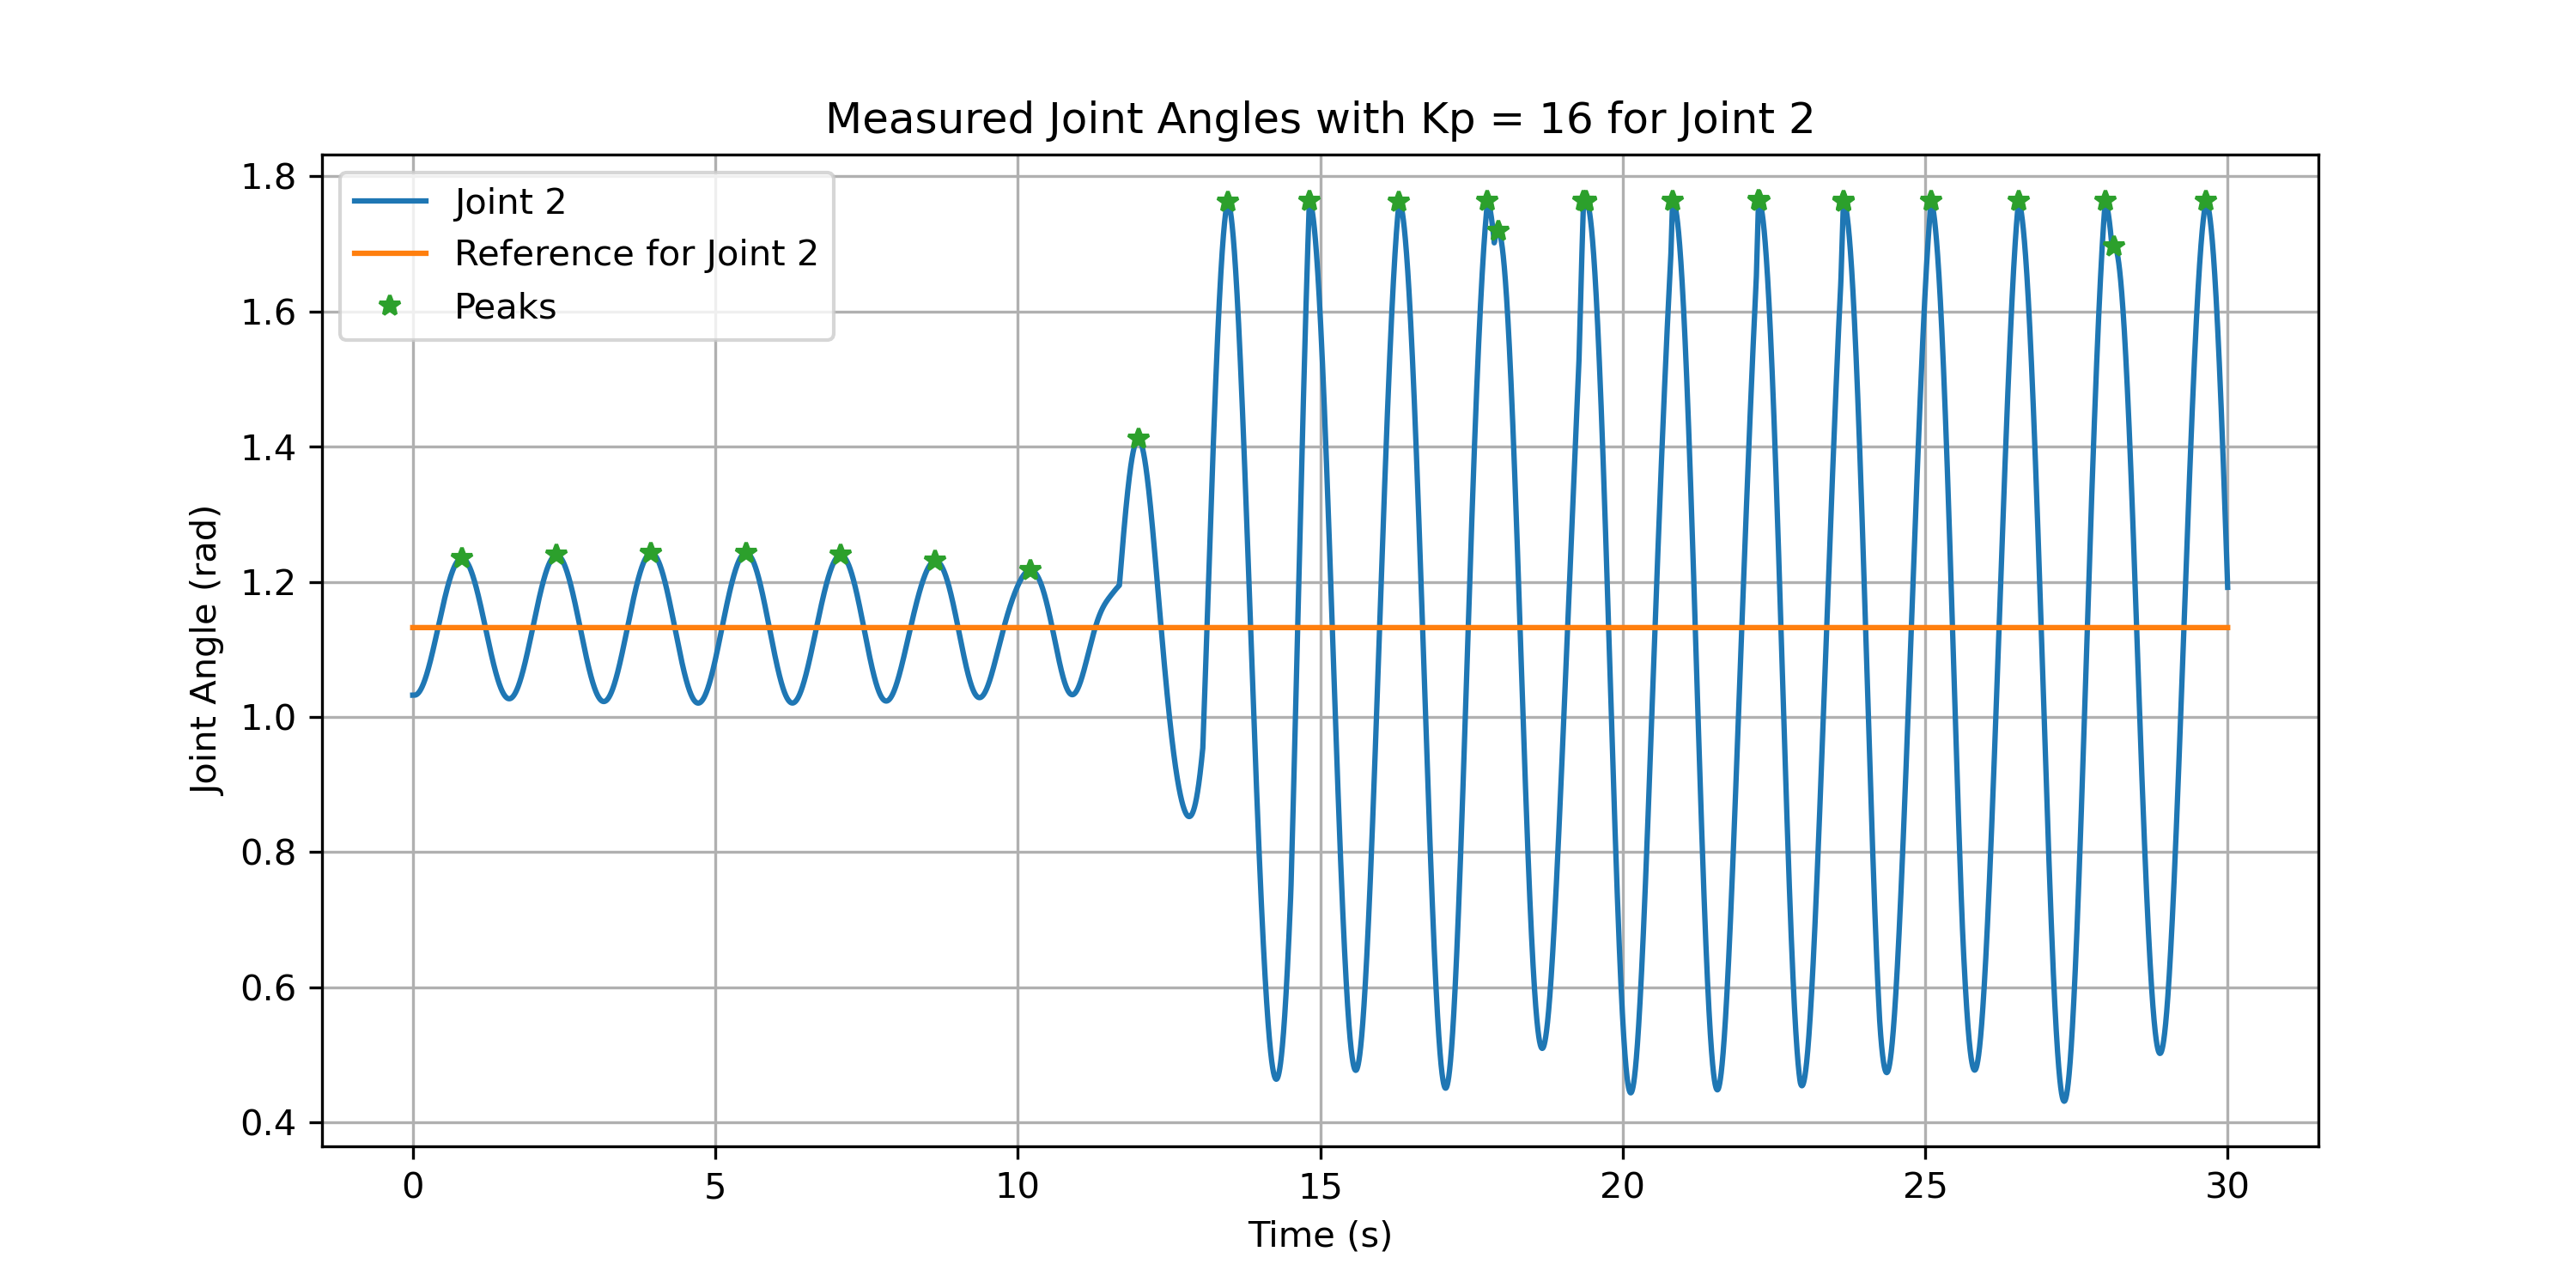 Measured Joint Angles with Kp = 16 for Joint 2
Joint 2
Reference for Joint 2
Peaks
Joint Angle (rad)
1.8
1.6
1.4
1.2
1.0
0.8
0.6
0.4
0 5 10 15 20 25 30
Time (s)